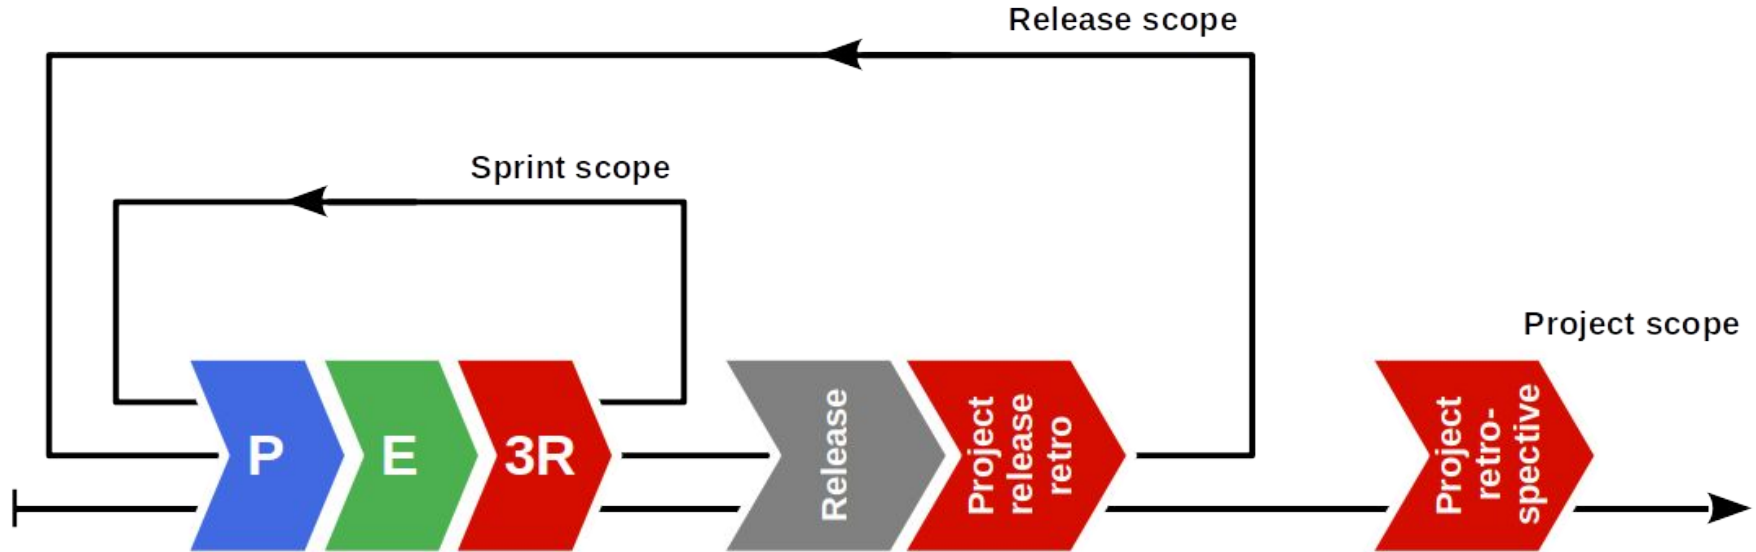 Release scope
Sprint scope
Project scope
P
E
3R
Release
Project
release
retro
Project
retro-
spective